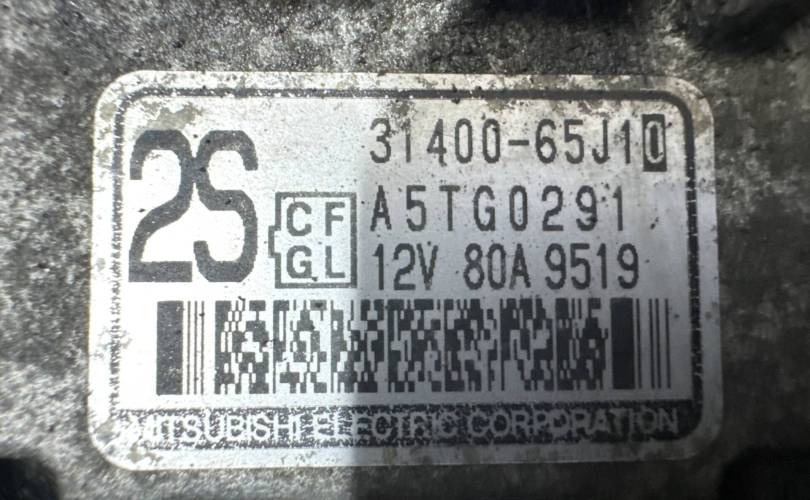 2S
31400-65J10
CF
GL
A5TG0291
12V 80A 9519
MITSUBISHI ELECTRIC CORPORATION